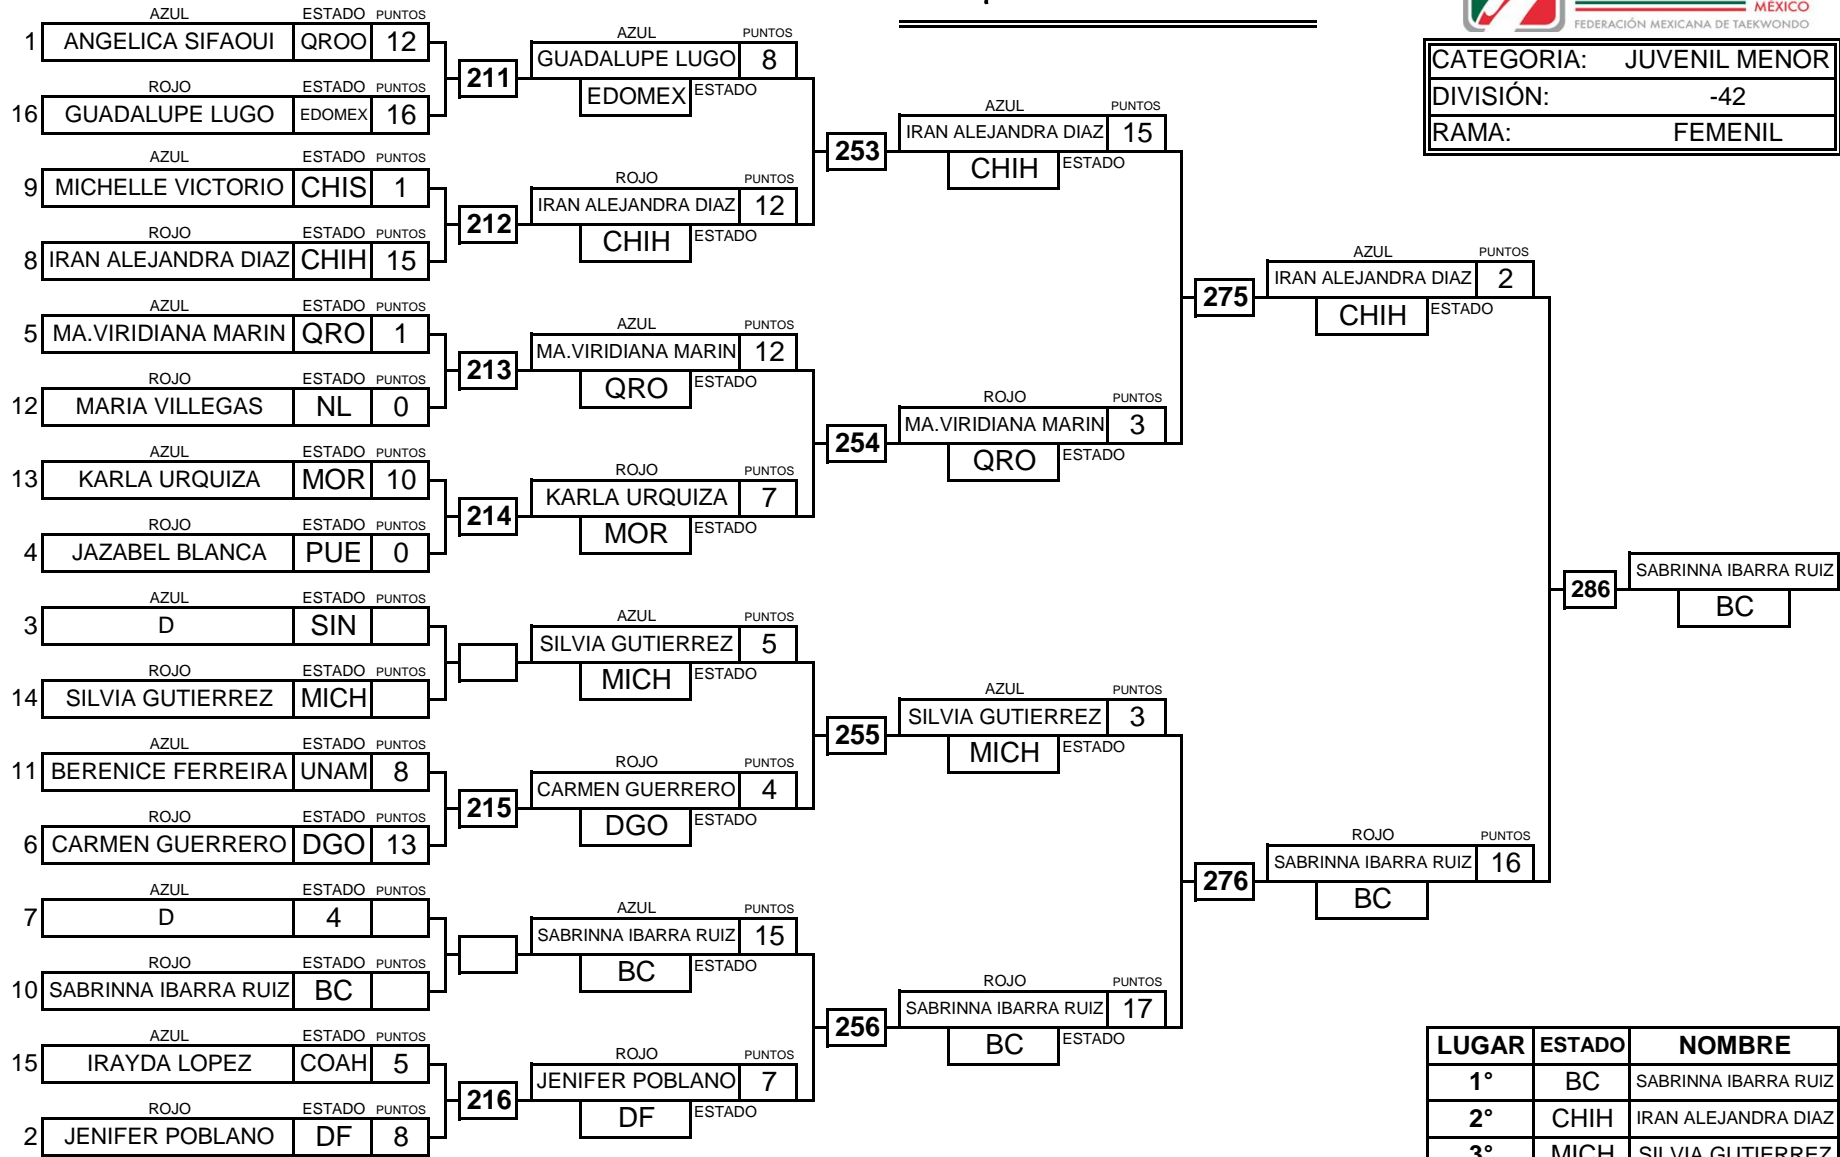 MÉXICO
FEDERACIÓN MEXICANA DE TAEKWONDO
CATEGORIA: JUVENIL MENOR
DIVISIÓN: -42
RAMA: FEMENIL
AZUL ESTADO PUNTOS
1 ANGELICA SIFAOUI QROO 12
ROJO ESTADO PUNTOS
16 GUADALUPE LUGO EDOMEX 16
AZUL ESTADO PUNTOS
9 MICHELLE VICTORIO CHIS 1
ROJO ESTADO PUNTOS
8 IRAN ALEJANDRA DIAZ CHIH 15
AZUL ESTADO PUNTOS
5 MA.VIRIDIANA MARIN QRO 1
ROJO ESTADO PUNTOS
12 MARIA VILLEGAS NL 0
AZUL ESTADO PUNTOS
13 KARLA URQUIZA MOR 10
ROJO ESTADO PUNTOS
4 JAZABEL BLANCA PUE 0
AZUL ESTADO PUNTOS
3 D SIN
ROJO ESTADO PUNTOS
14 SILVIA GUTIERREZ MICH
AZUL ESTADO PUNTOS
11 BERENICE FERREIRA UNAM 8
ROJO ESTADO PUNTOS
6 CARMEN GUERRERO DGO 13
AZUL ESTADO PUNTOS
7 D 4
ROJO ESTADO PUNTOS
10 SABRINNA IBARRA RUIZ BC
AZUL ESTADO PUNTOS
15 IRAYDA LOPEZ COAH 5
ROJO ESTADO PUNTOS
2 JENIFER POBLANO DF 8
211
212
213
214
215
216
AZUL PUNTOS
GUADALUPE LUGO 8
EDOMEX ESTADO
ROJO PUNTOS
IRAN ALEJANDRA DIAZ 12
CHIH ESTADO
AZUL PUNTOS
MA.VIRIDIANA MARIN 12
QRO ESTADO
ROJO PUNTOS
KARLA URQUIZA 7
MOR ESTADO
AZUL PUNTOS
SILVIA GUTIERREZ 5
MICH ESTADO
ROJO PUNTOS
CARMEN GUERRERO 4
DGO ESTADO
AZUL PUNTOS
SABRINNA IBARRA RUIZ 15
BC ESTADO
ROJO PUNTOS
JENIFER POBLANO 7
DF ESTADO
253
254
255
256
AZUL PUNTOS
IRAN ALEJANDRA DIAZ 15
CHIH ESTADO
ROJO PUNTOS
MA.VIRIDIANA MARIN 3
QRO ESTADO
AZUL PUNTOS
SILVIA GUTIERREZ 3
MICH ESTADO
ROJO PUNTOS
SABRINNA IBARRA RUIZ 17
BC ESTADO
275
276
AZUL PUNTOS
IRAN ALEJANDRA DIAZ 2
CHIH ESTADO
ROJO PUNTOS
SABRINNA IBARRA RUIZ 16
BC
286
SABRINNA IBARRA RUIZ
BC
LUGAR ESTADO NOMBRE
1° BC SABRINNA IBARRA RUIZ
2° CHIH IRAN ALEJANDRA DIAZ
3° MICH SILVIA GUTIERREZ